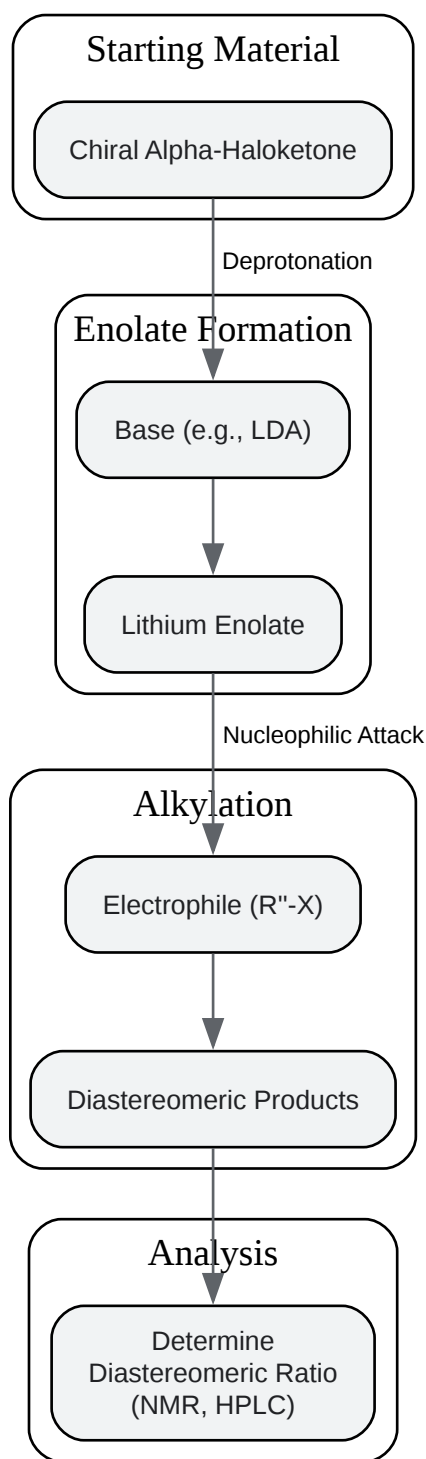 Starting Material
Chiral Alpha-Haloketone
Deprotonation
Enolate Formation
Base (e.g., LDA)
Lithium Enolate
Nucleophilic Attack
Alkylation
Electrophile (R"-X)
Diastereomeric Products
Analysis
Determine
Diastereomeric Ratio
(NMR, HPLC)